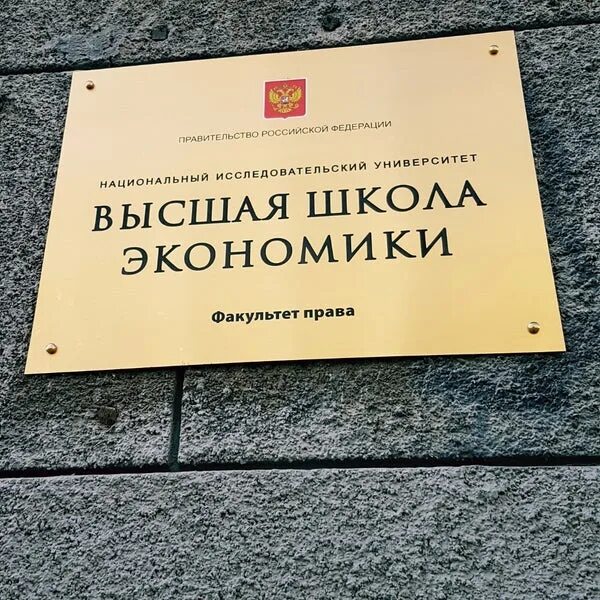 ПРАВИТЕЛЬСТВО РОССИЙСКОЙ ФЕДЕРАЦИИ
НАЦИОНАЛЬНЫЙ ИССЛЕДОВАТЕЛЬСКИЙ УНИВЕРСИТЕТ
ВЫСШАЯ ШКОЛА
ЭКОНОМИКИ
Факультет права